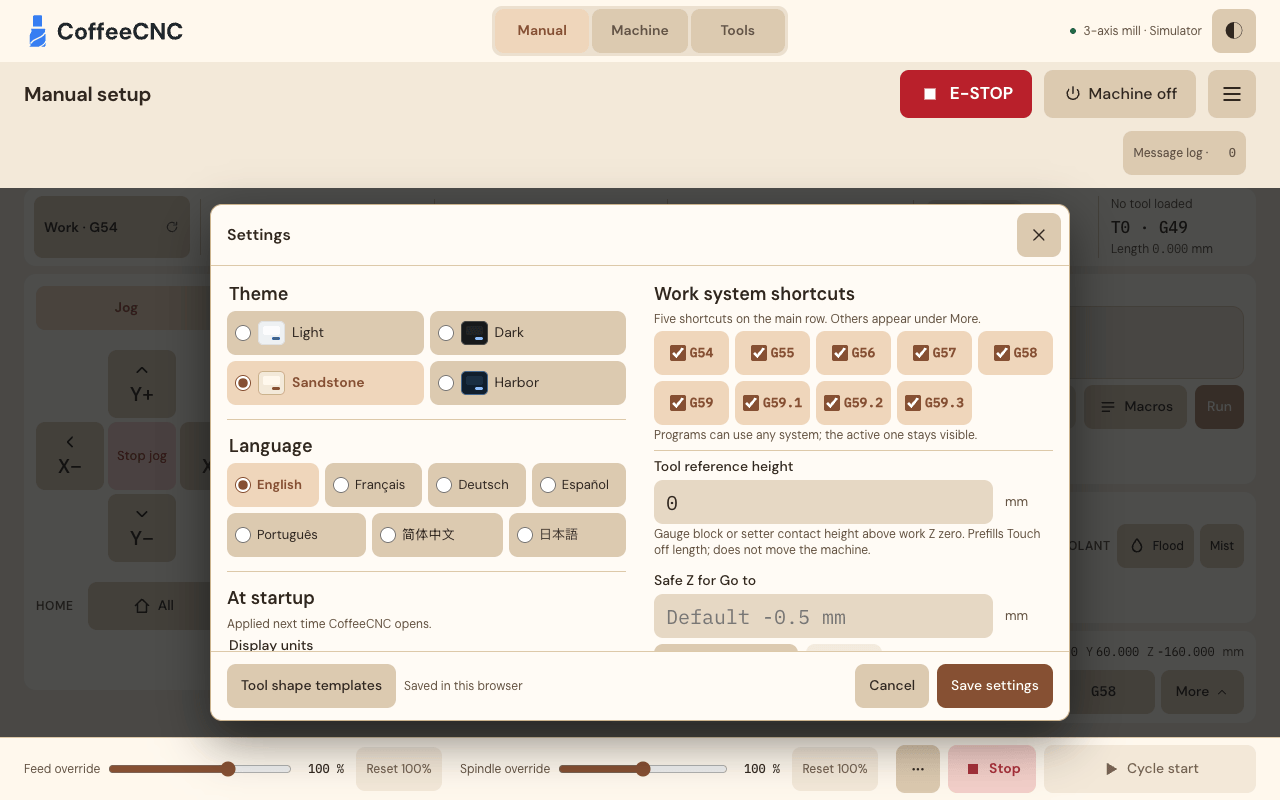 CoffeeCNC
Manual
Machine
Tools
3-axis mill · Simulator
Manual setup
E-STOP
Machine off
Message log · 0
Work · G54
No tool loaded
T0 · G49
Length 0.000 mm
Jog
Y+
X−
Stop jog
X
Y−
HOME
All
Macros
Run
OLANT
Flood
Mist
0 Y 60.000 Z -160.000 mm
G58
More
Settings
Theme
Light
Dark
Sandstone
Harbor
Language
English
Français
Deutsch
Español
Português
简体中文
日本語
At startup
Applied next time CoffeeCNC opens.
Display units
Work system shortcuts
Five shortcuts on the main row. Others appear under More.
G54
G55
G56
G57
G58
G59
G59.1
G59.2
G59.3
Programs can use any system; the active one stays visible.
Tool reference height
0 mm
Gauge block or setter contact height above work Z zero. Prefills Touch
off length; does not move the machine.
Safe Z for Go to
Default -0.5 mm mm
Tool shape templates
Saved in this browser
Cancel
Save settings
Feed override
100 %
Reset 100%
Spindle override
100 %
Reset 100%
...
Stop
Cycle start